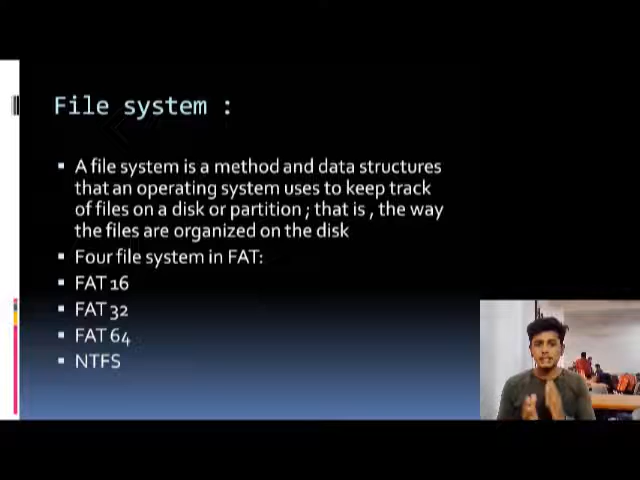 File system :
A file system is a method and data structures
that an operating system uses to keep track
of files on a disk or partition ; that is , the way
the files are organized on the disk
Four file system in FAT:
FAT 16
FAT 32
FAT 64
NTFS